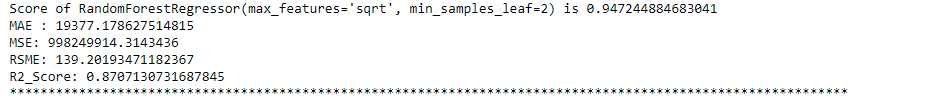 Score of RandomForestRegressor(max_features='sqrt', min_samples_leaf=2) is 0.947244884683041
MAE : 19377.178627514815
MSE: 998249914.3143436
RSME: 139.20193471182367
R2_Score: 0.8707130731687845
*************************************************************************************************************